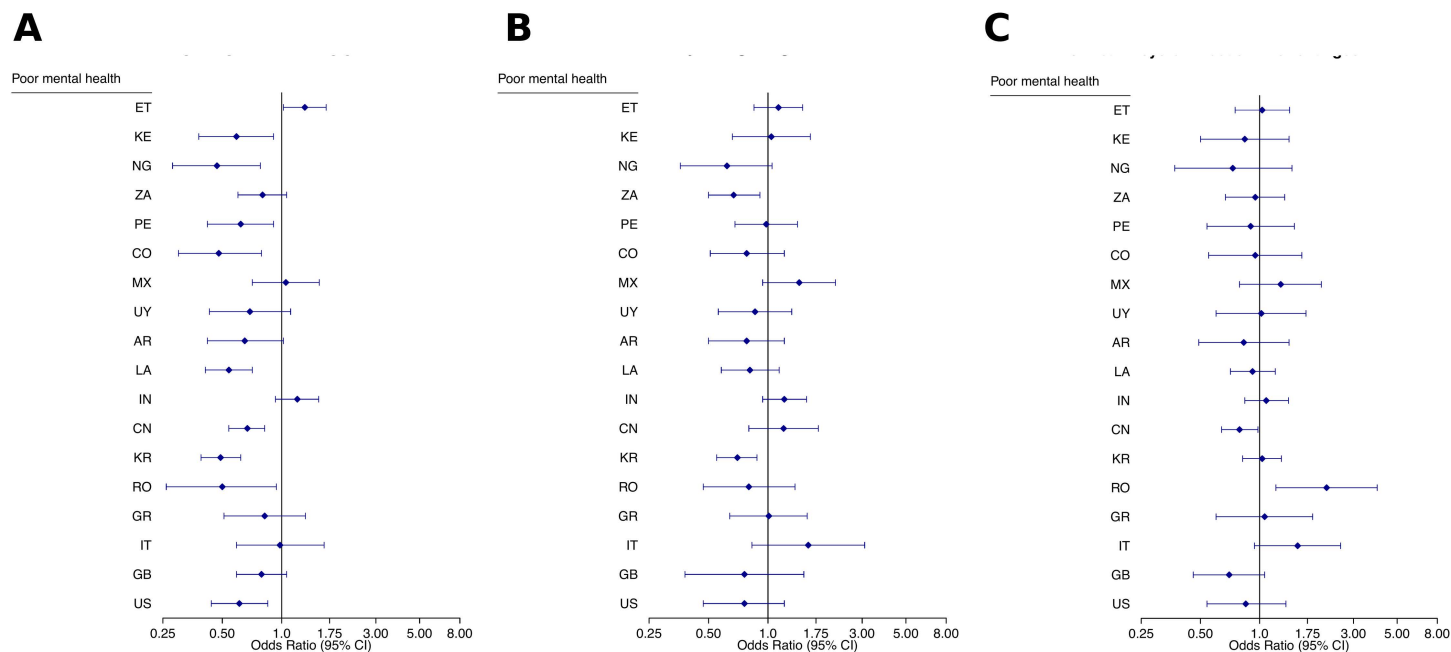 A
Poor mental health
ET
KE
NG
ZA
PE
CO
MX
UY
AR
LA
IN
CN
KR
RO
GR
IT
GB
US
0.25 0.50 1.0 1.75 3.00 5.00 8.00
Odds Ratio (95% CI)
B
Poor mental health
ET
KE
NG
ZA
PE
CO
MX
UY
AR
LA
IN
CN
KR
RO
GR
IT
GB
US
0.25 0.50 1.0 1.75 3.00 5.00 8.00
Odds Ratio (95% CI)
C
Poor mental health
ET
KE
NG
ZA
PE
CO
MX
UY
AR
LA
IN
CN
KR
RO
GR
IT
GB
US
0.25 0.50 1.0 1.75 3.00 5.00 8.00
Odds Ratio (95% CI)